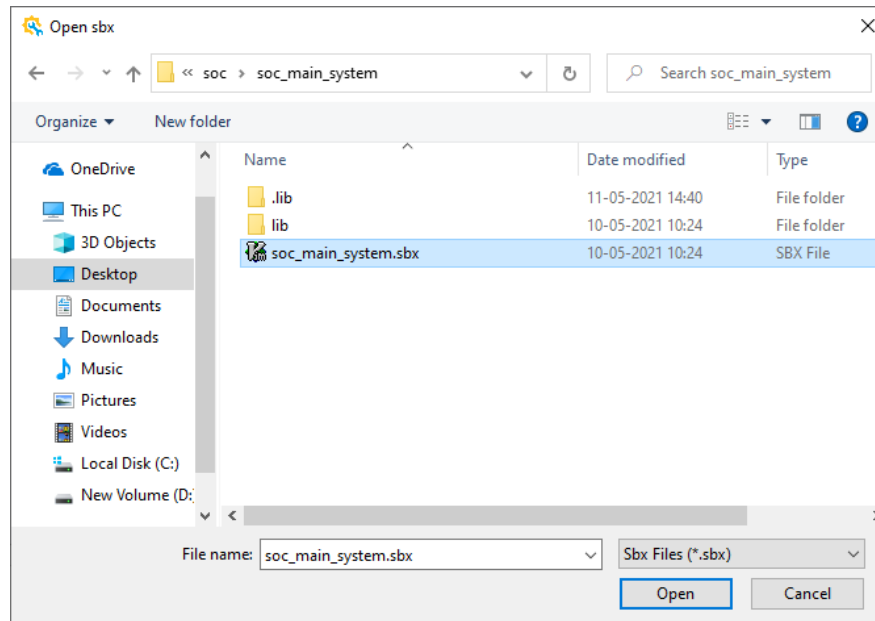 Open sbx
« soc > soc_main_system
Search soc_main_system
Organize
New folder
Name Date modified Type
OneDrive
This PC
3D Objects
Desktop
Documents
Downloads
Music
Pictures
Videos
Local Disk (C:)
New Volume (D:
.lib 11-05-2021 14:40 File folder
lib 10-05-2021 10:24 File folder
soc_main_system.sbx 10-05-2021 10:24 SBX File
File name: soc_main_system.sbx Sbx Files (*.sbx)
Open Cancel